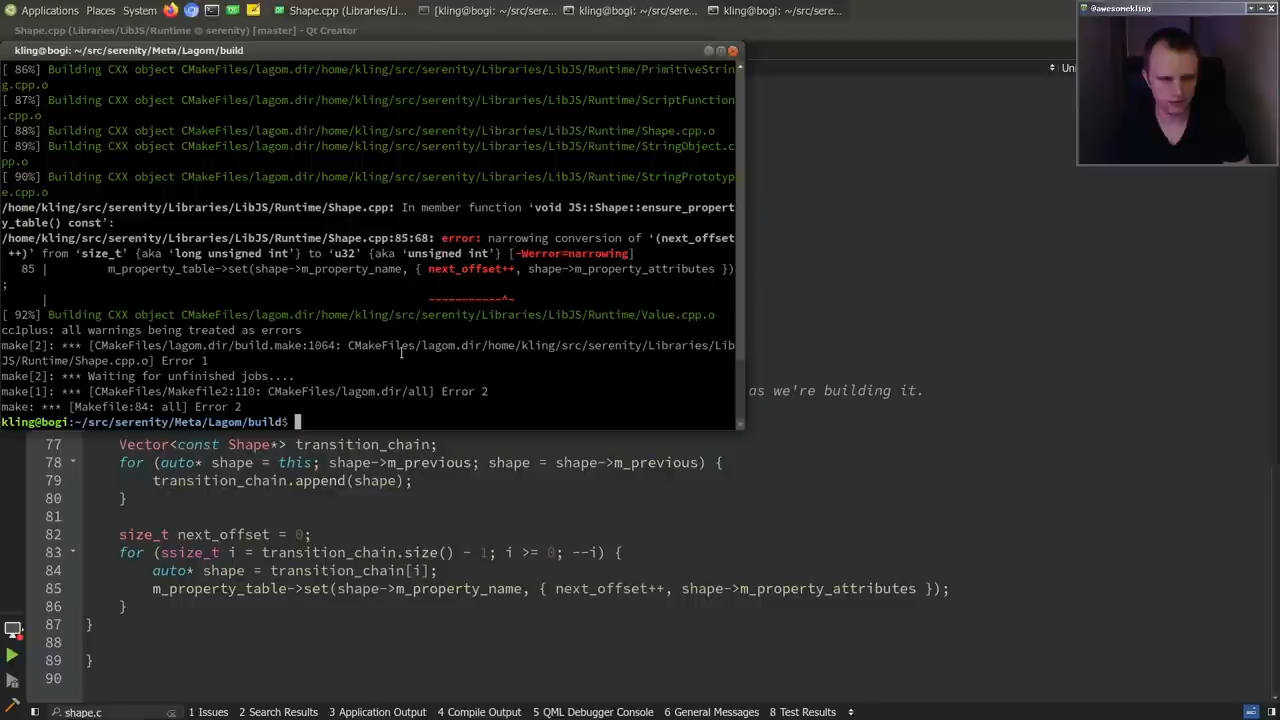 Applications Places System Shape.cpp (Libraries/Li... [kling@bogi: ~/src/sere... kling@bogi: ~/src/sere... kling@bogi: ~/src/sere...
Shape.cpp (Libraries/LibJS/Runtime @ serenity) [master] - Qt Creator
@awesomekling
kling@bogi: ~/src/serenity/Meta/Lagom/build
Uni
[ 86%] Building CXX object CMakeFiles/lagom.dir/home/kling/src/serenity/Libraries/LibJS/Runtime/PrimitiveStrin
g.cpp.o
[ 87%] Building CXX object CMakeFiles/lagom.dir/home/kling/src/serenity/Libraries/LibJS/Runtime/ScriptFunction
.cpp.o
[ 88%] Building CXX object CMakeFiles/lagom.dir/home/kling/src/serenity/Libraries/LibJS/Runtime/Shape.cpp.o
[ 89%] Building CXX object CMakeFiles/lagom.dir/home/kling/src/serenity/Libraries/LibJS/Runtime/StringObject.c
pp.o
[ 90%] Building CXX object CMakeFiles/lagom.dir/home/kling/src/serenity/Libraries/LibJS/Runtime/StringPrototyp
e.cpp.o
/home/kling/src/serenity/Libraries/LibJS/Runtime/Shape.cpp: In member function ‘void JS::Shape::ensure_propert
y_table() const’:
/home/kling/src/serenity/Libraries/LibJS/Runtime/Shape.cpp:85:68: error: narrowing conversion of ‘(next_offset
++)’ from ‘size_t’ {aka ‘long unsigned int’} to ‘u32’ {aka ‘unsigned int’} [-Werror=narrowing]
85 | m_property_table->set(shape->m_property_name, { next_offset++, shape->m_property_attributes })
;
| ~~~~~~~~~~~^~
[ 92%] Building CXX object CMakeFiles/lagom.dir/home/kling/src/serenity/Libraries/LibJS/Runtime/Value.cpp.o
cc1plus: all warnings being treated as errors
make[2]: *** [CMakeFiles/lagom.dir/build.make:1064: CMakeFiles/lagom.dir/home/kling/src/serenity/Libraries/Lib
JS/Runtime/Shape.cpp.o] Error 1
make[2]: *** Waiting for unfinished jobs....
make[1]: *** [CMakeFiles/Makefile2:110: CMakeFiles/lagom.dir/all] Error 2
make: *** [Makefile:84: all] Error 2
kling@bogi:~/src/serenity/Meta/Lagom/build$
as we're building it.
77 Vector<const Shape*> transition_chain;
78 for (auto* shape = this; shape->m_previous; shape = shape->m_previous) {
79 transition_chain.append(shape);
80 }
81
82 size_t next_offset = 0;
83 for (ssize_t i = transition_chain.size() - 1; i >= 0; --i) {
84 auto* shape = transition_chain[i];
85 m_property_table->set(shape->m_property_name, { next_offset++, shape->m_property_attributes });
86 }
87 }
88
89 }
90
shape.c 1 Issues 2 Search Results 3 Application Output 4 Compile Output 5 QML Debugger Console 6 General Messages 8 Test Results